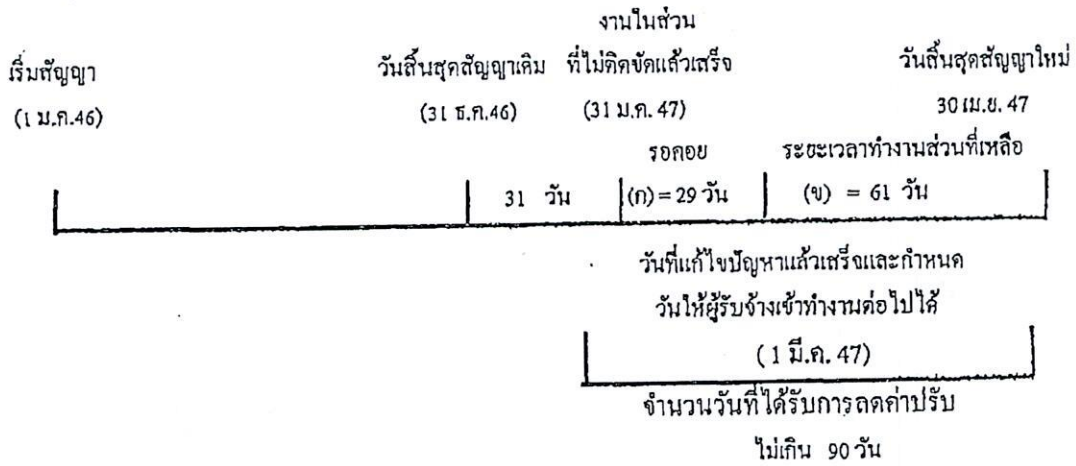 งานในส่วน
เริ่มสัญญา วันสิ้นสุดสัญญาเดิม ที่ไม่ติดขัดแล้วเสร็จ วันสิ้นสุดสัญญาใหม่
(1 ม.ค.46) (31 ธ.ค.46) (31 ม.ค. 47) 30 เม.ย. 47
รอคอย ระยะเวลาทำงานส่วนที่เหลือ
31 วัน (ก) = 29 วัน (ข) = 61 วัน
วันที่แก้ไขปัญหาแล้วเสร็จและกำหนด
วันให้ผู้รับจ้างเข้าทำงานต่อไปได้
(1 มี.ค. 47)
จำนวนวันที่ได้รับการลดค่าปรับ
ไม่เกิน 90 วัน